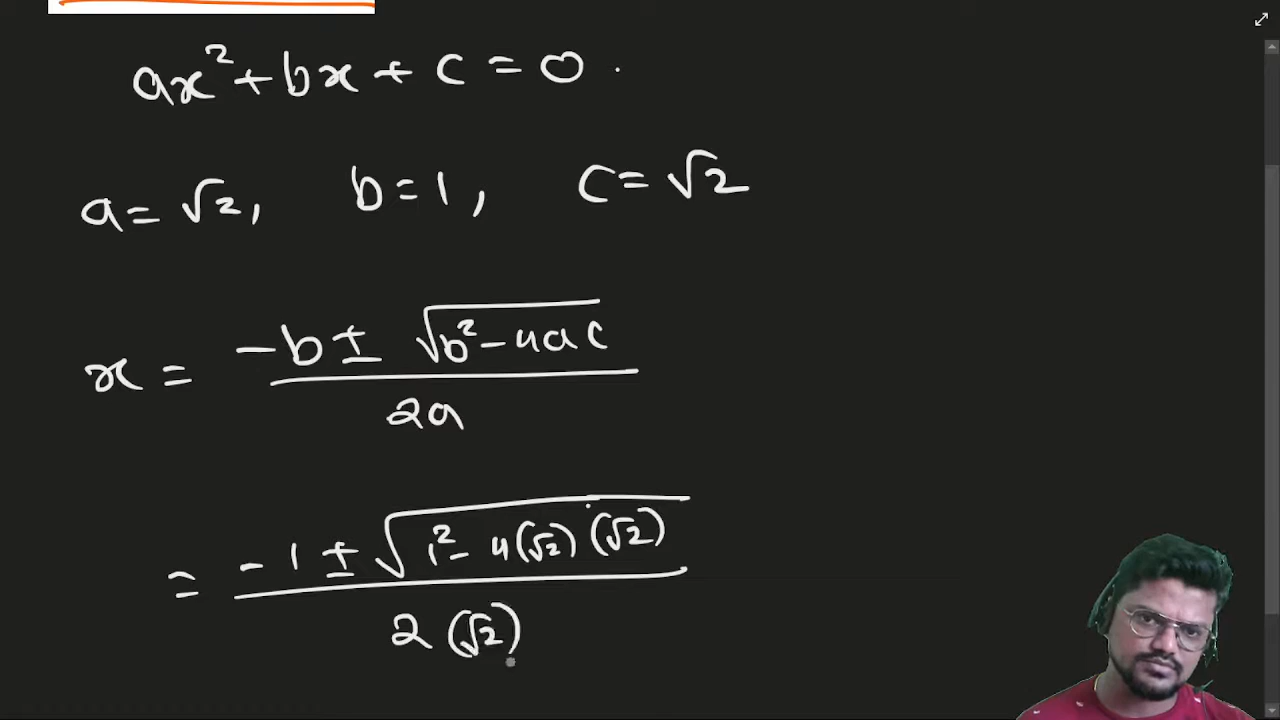 ax² + bx + c = 0.
a = √2, b = 1, c = √2
x = (-b ± √(b² - 4ac)) / 2a
= (-1 ± √(1² - 4(√2)(√2))) / 2(√2)